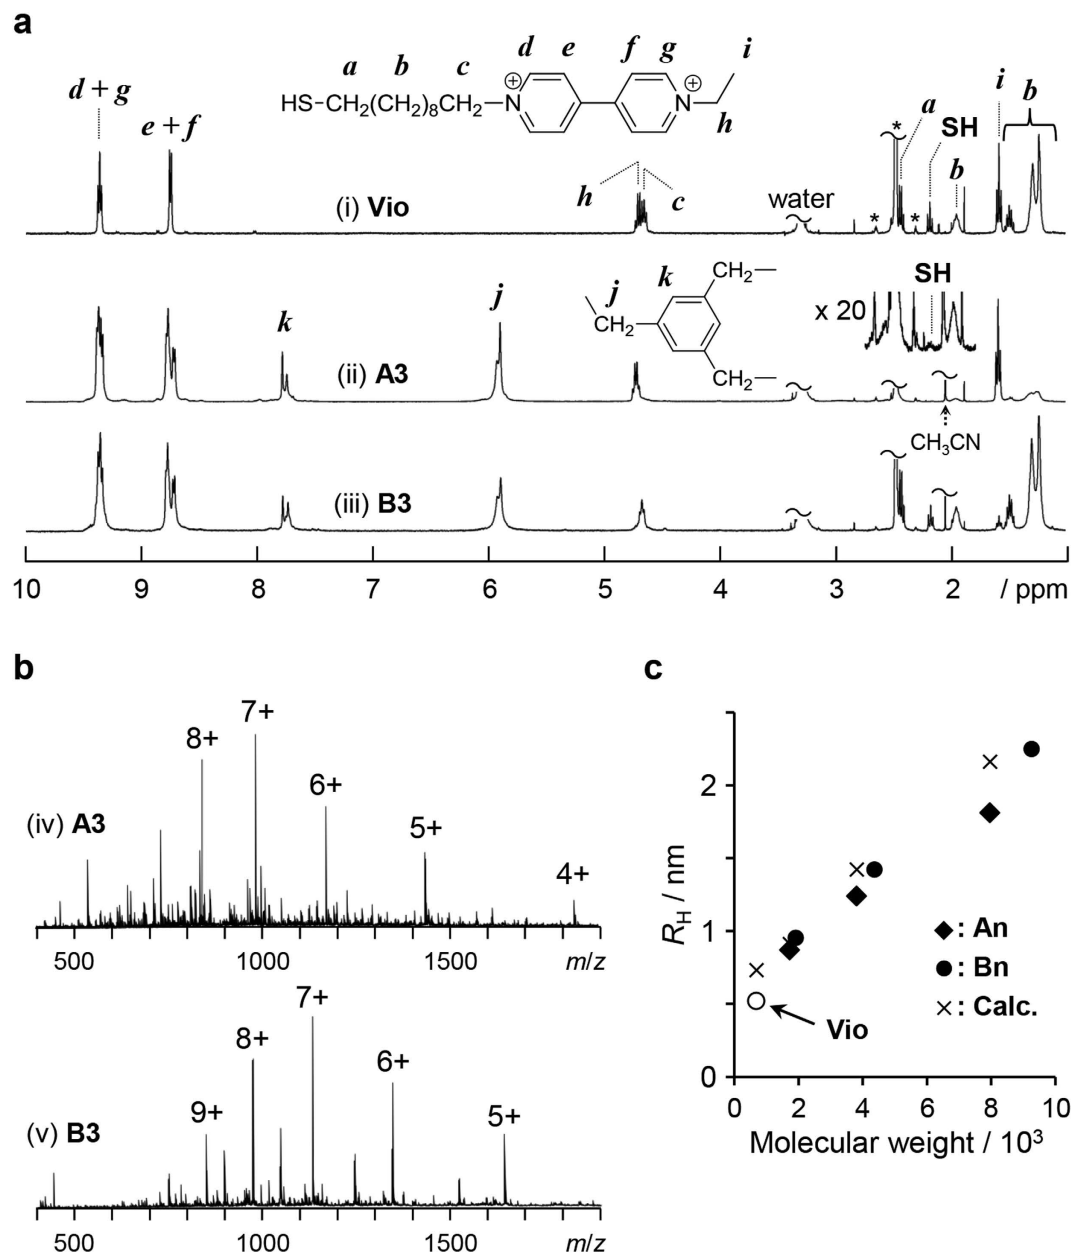 a
d e f g i
a b c
HS–CH₂(CH₂)₈CH₂–N⊕ N⊕
h
d + g
e + f
h c
(i) Vio
water
* * *
a
SH
b
i b
k
j
j k
CH₂
CH₂
CH₂
x 20
SH
(ii) A3
CH₃CN
(iii) B3
10 9 8 7 6 5 4 3 2 / ppm
b
(iv) A3
8+ 7+ 6+ 5+ 4+
500 1000 1500 m/z
(v) B3
9+ 8+ 7+ 6+ 5+
500 1000 1500 m/z
c
R_H / nm
2
1
0
◆ : An
● : Bn
× : Calc.
Vio
0 2 4 6 8 10
Molecular weight / 10³